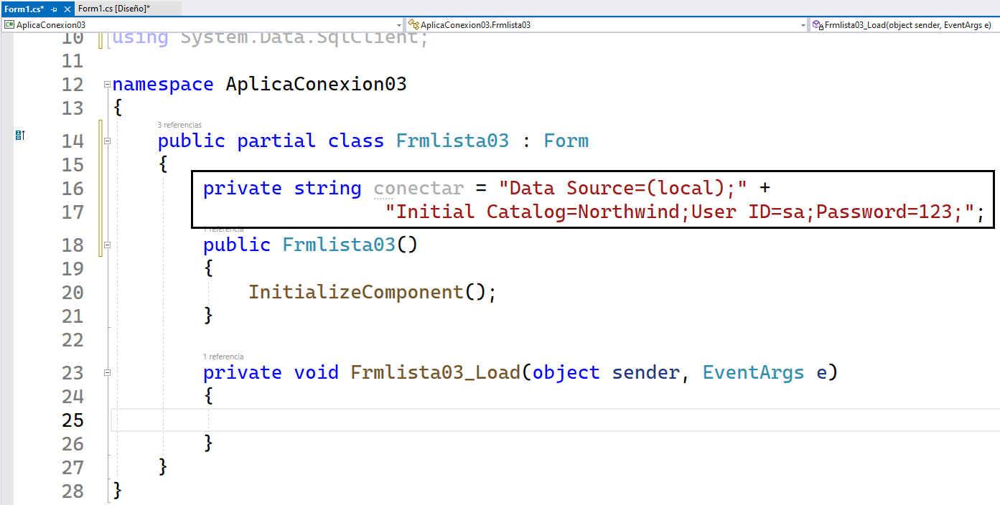 Form1.cs*
Form1.cs [Diseño]*
C# AplicaConexion03
AplicaConexion03.Frmlista03
Frmlista03_Load(object sender, EventArgs e)
10 using System.Data.SqlClient;
11
12 namespace AplicaConexion03
13 {
3 referencias
14 public partial class Frmlista03 : Form
15 {
16 private string conectar = "Data Source=(local);" +
17 "Initial Catalog=Northwind;User ID=sa;Password=123;";
1 referencia
18 public Frmlista03()
19 {
20 InitializeComponent();
21 }
22
1 referencia
23 private void Frmlista03_Load(object sender, EventArgs e)
24 {
25
26 }
27 }
28 }